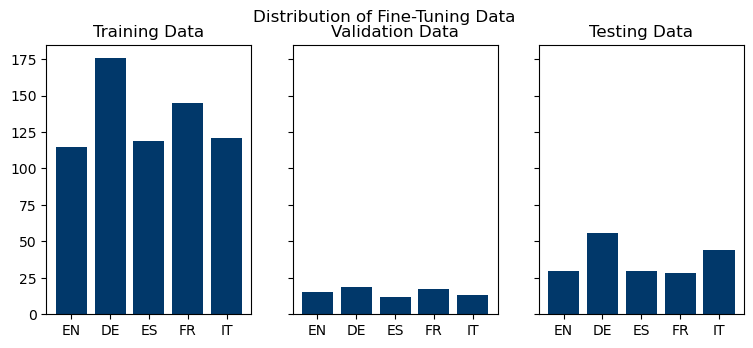 Distribution of Fine-Tuning Data
Training Data
Validation Data
Testing Data
175
150
125
100
75
50
25
0
EN DE ES FR IT
EN DE ES FR IT
EN DE ES FR IT